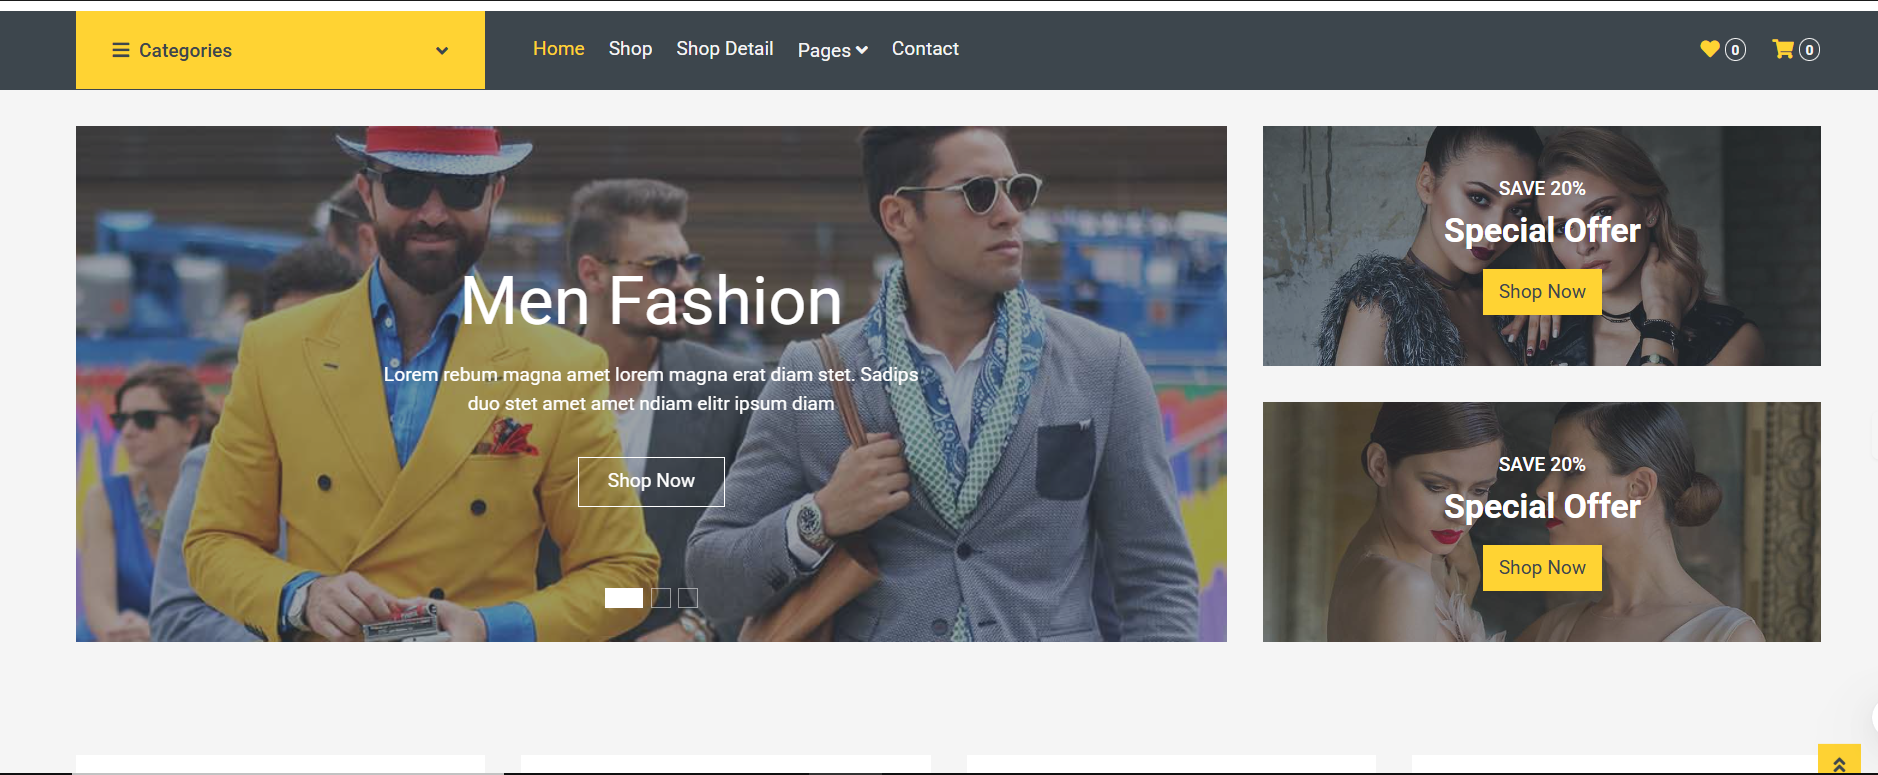 Categories
Home Shop Shop Detail Pages Contact
0 0
Men Fashion
Lorem rebum magna amet lorem magna erat diam stet. Sadips
duo stet amet amet ndiam elitr ipsum diam
Shop Now
SAVE 20%
Special Offer
Shop Now
SAVE 20%
Special Offer
Shop Now